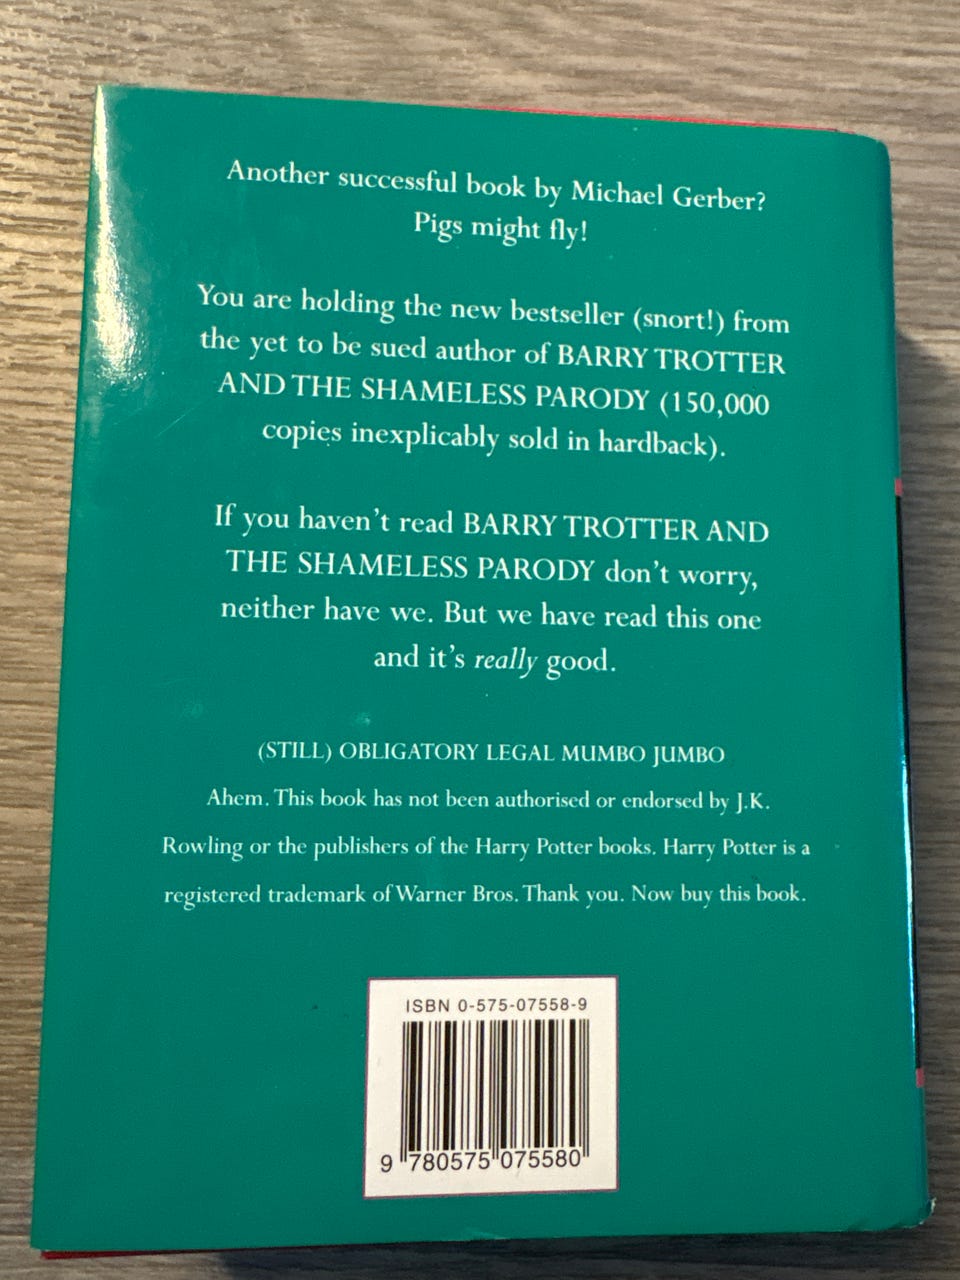 Another successful book by Michael Gerber?
Pigs might fly!
You are holding the new bestseller (snort!) from
the yet to be sued author of BARRY TROTTER
AND THE SHAMELESS PARODY (150,000
copies inexplicably sold in hardback).
If you haven't read BARRY TROTTER AND
THE SHAMELESS PARODY don't worry,
neither have we. But we have read this one
and it's really good.
(STILL) OBLIGATORY LEGAL MUMBO JUMBO
Ahem. This book has not been authorised or endorsed by J.K.
Rowling or the publishers of the Harry Potter books. Harry Potter is a
registered trademark of Warner Bros. Thank you. Now buy this book.
ISBN 0-575-07558-9
9 780575 075580